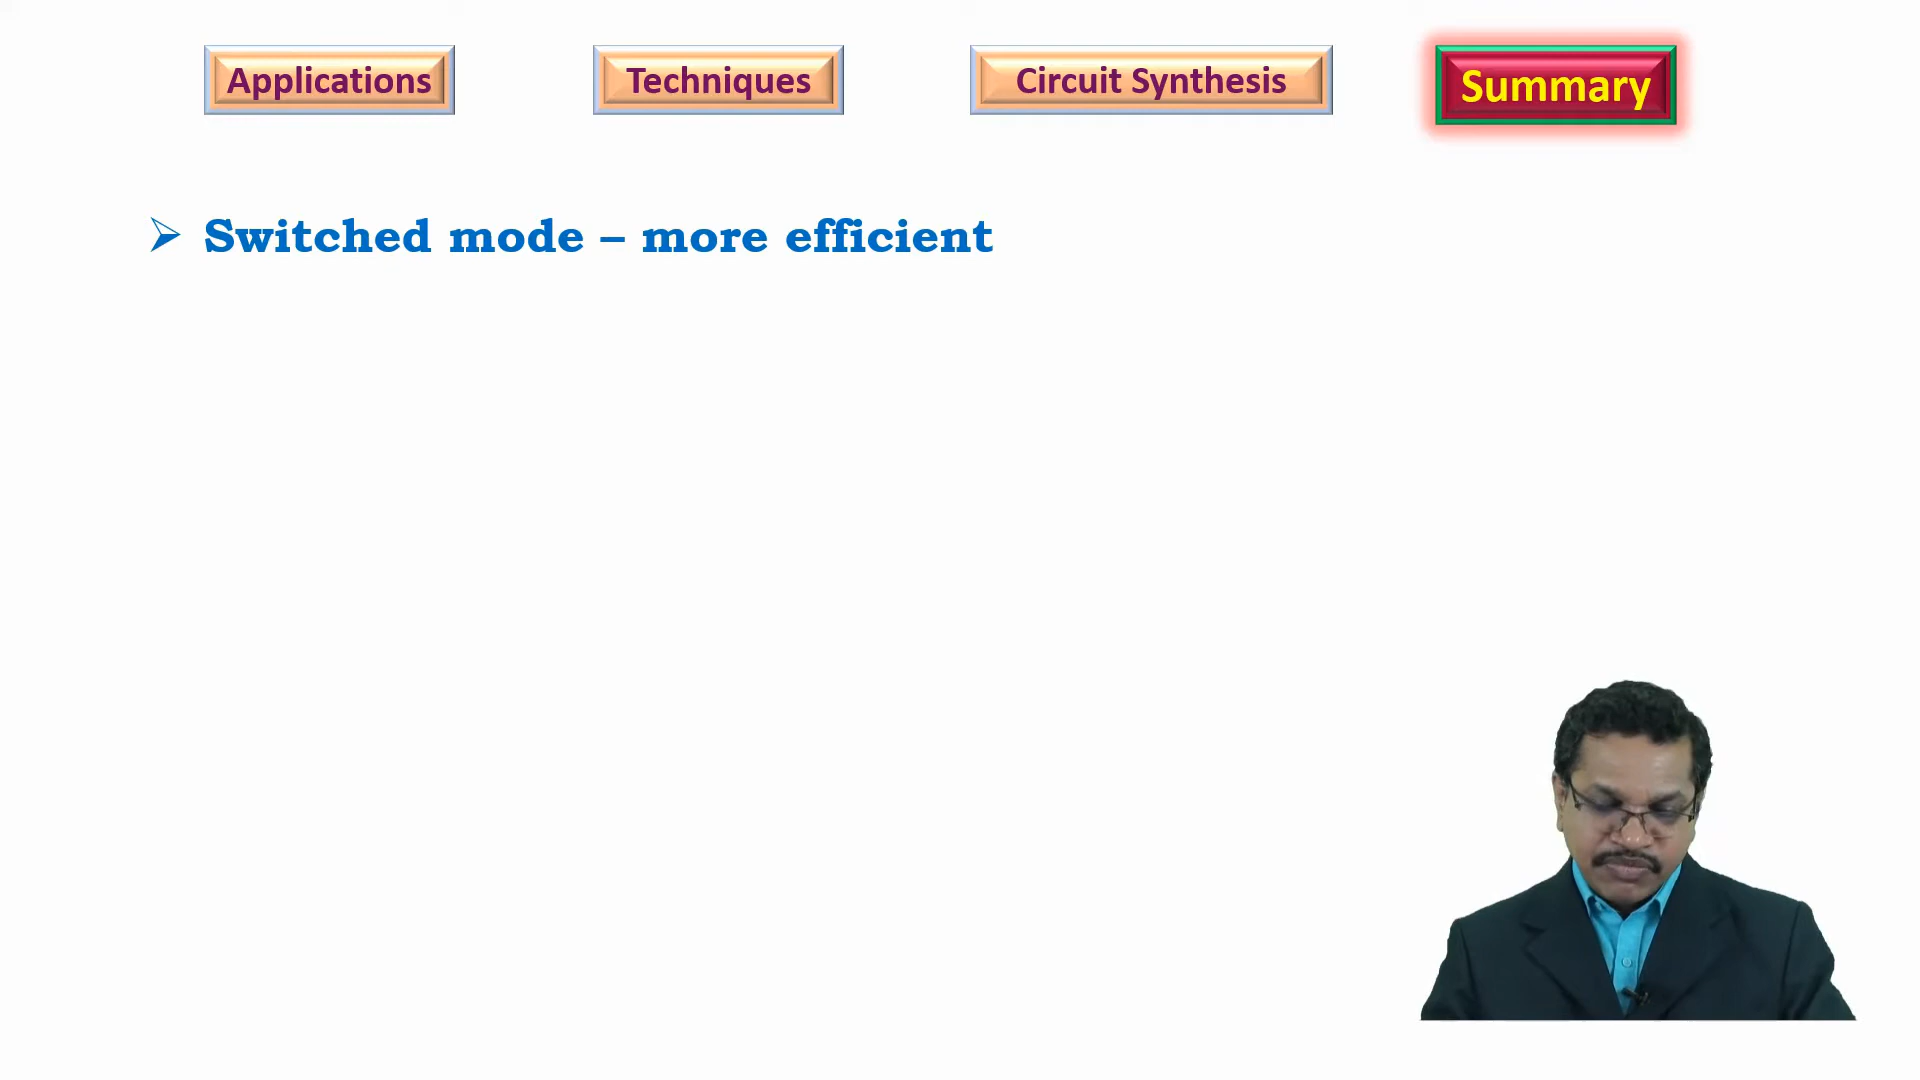 Applications Techniques Circuit Synthesis Summary
Switched mode – more efficient